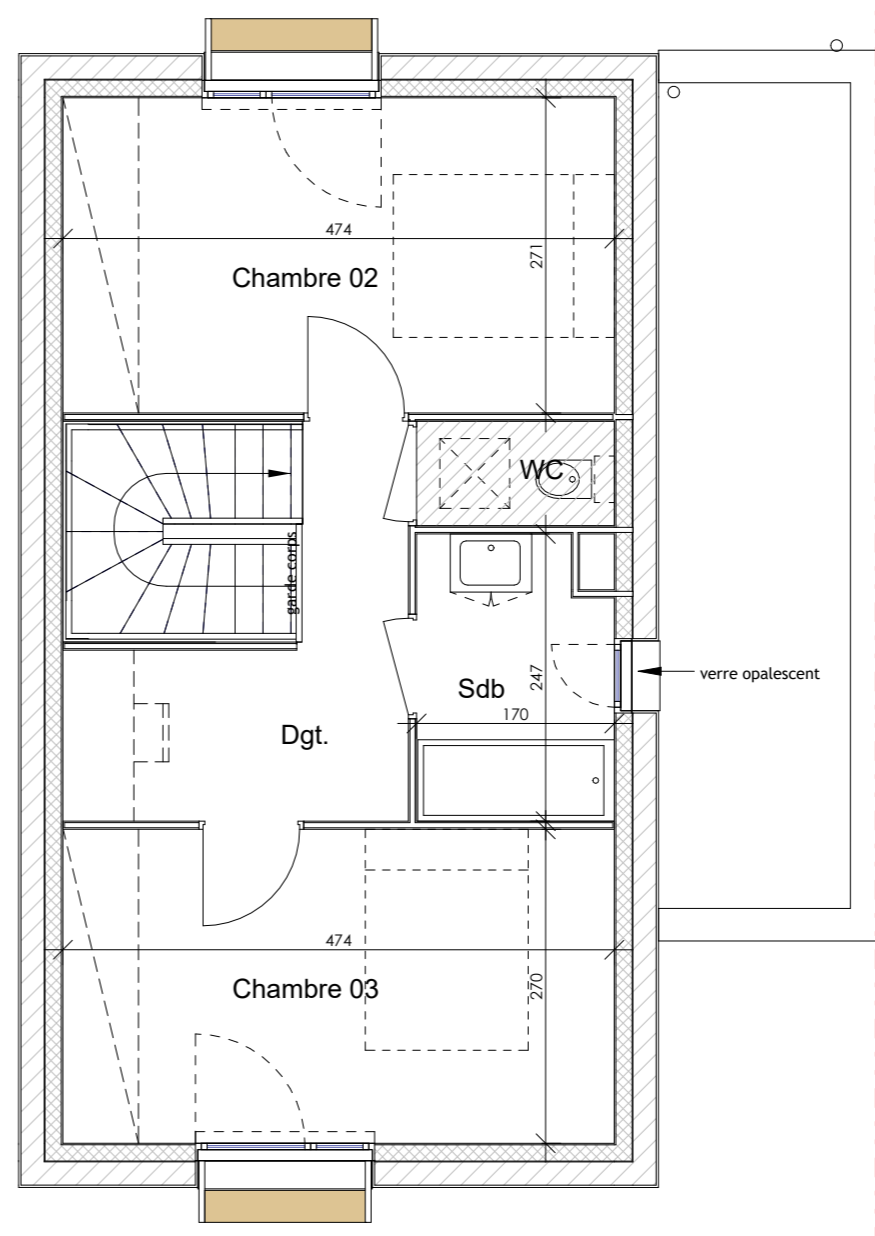 474
271
Chambre 02
WC
garde corps
247
verre opalescent
Sdb
170
Dgt.
474
270
Chambre 03